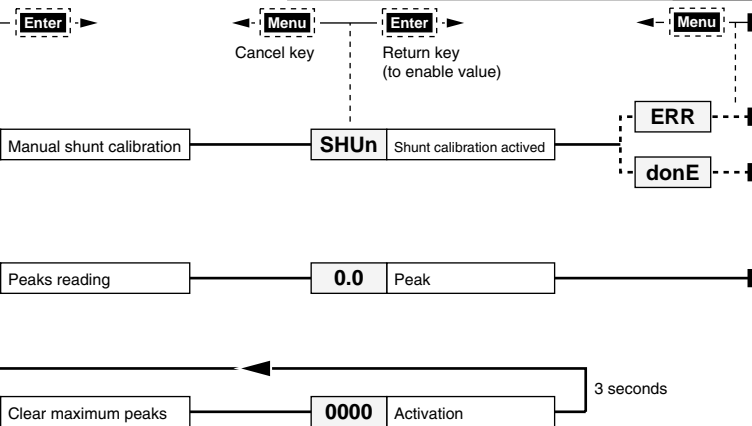 Enter
Menu
Enter
Menu
Cancel key
Return key
(to enable value)
Manual shunt calibration
SHUn
Shunt calibration actived
ERR
donE
Peaks reading
0.0
Peak
3 seconds
Clear maximum peaks
0000
Activation